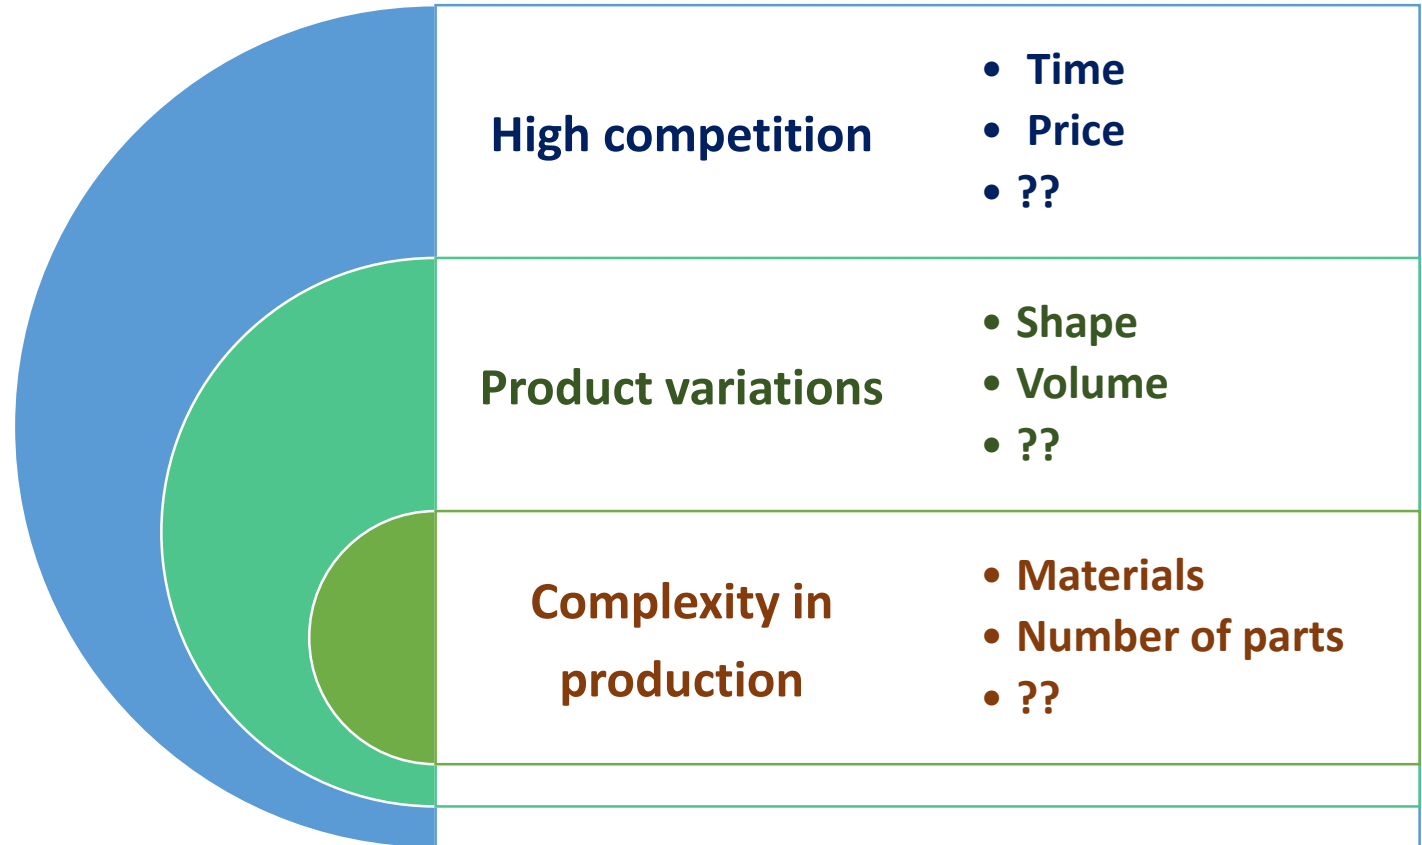 High competition
• Time
• Price
• ??
Product variations
• Shape
• Volume
• ??
Complexity in
production
• Materials
• Number of parts
• ??